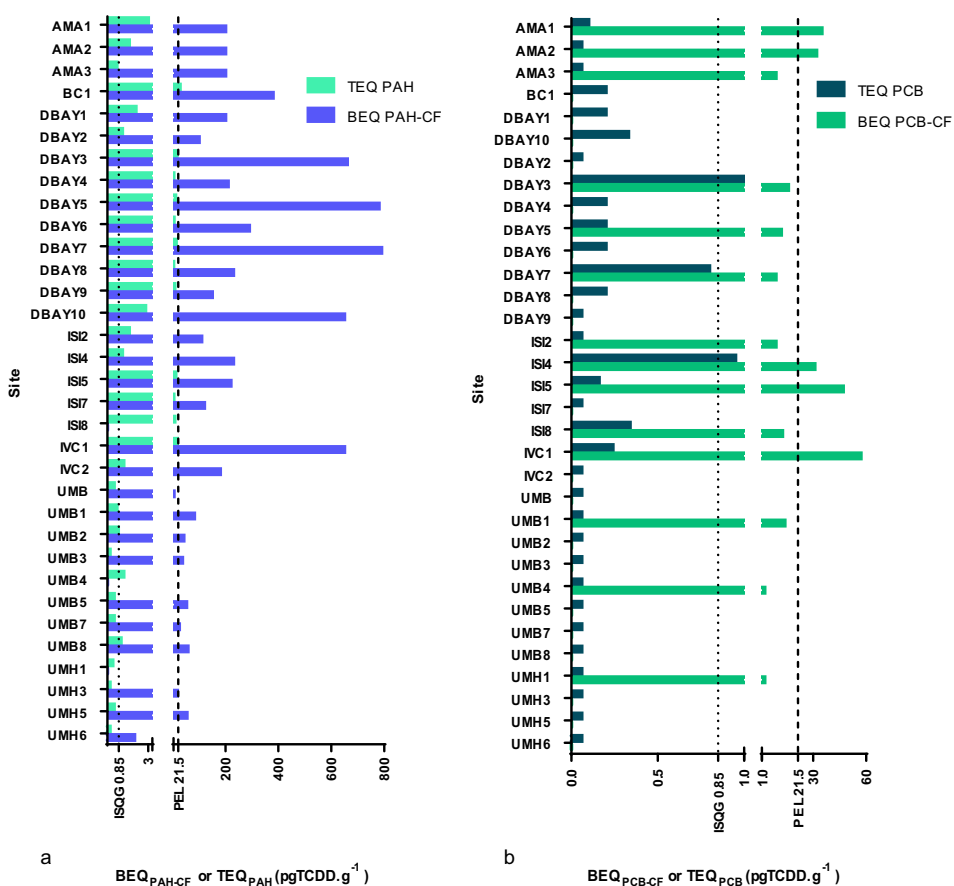 AMA1
AMA2
AMA3
BC1
DBAY1
DBAY2
DBAY3
DBAY4
DBAY5
DBAY6
DBAY7
DBAY8
DBAY9
DBAY10
ISI2
ISI4
ISI5
ISI7
ISI8
IVC1
IVC2
UMB
UMB1
UMB2
UMB3
UMB4
UMB5
UMB7
UMB8
UMH1
UMH3
UMH5
UMH6
Site
TEQ PAH
BEQ PAH-CF
ISQG 0.85
3
PEL 21.5
200
400
600
800
a
BEQPAH-CF or TEQPAH (pgTCDD.g-1)
AMA1
AMA2
AMA3
BC1
DBAY1
DBAY10
DBAY2
DBAY3
DBAY4
DBAY5
DBAY6
DBAY7
DBAY8
DBAY9
ISI2
ISI4
ISI5
ISI7
ISI8
IVC1
IVC2
UMB
UMB1
UMB2
UMB3
UMB4
UMB5
UMB7
UMB8
UMH1
UMH3
UMH5
UMH6
Site
TEQ PCB
BEQ PCB-CF
0.0
0.5
ISQG 0.85
1.0
1.0
PEL 21.5
30
60
b
BEQPCB-CF or TEQPCB (pgTCDD.g-1)